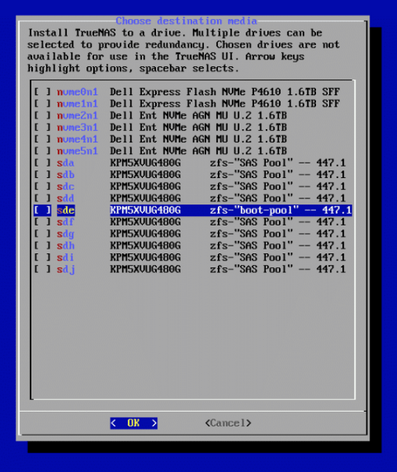 Choose destination media
Install TrueNAS to a drive. Multiple drives can be
selected to provide redundancy. Chosen drives are not
available for use in the TrueNAS UI. Arrow keys
highlight options, spacebar selects.
[ ] nvme0n1 Dell Express Flash NVMe P4610 1.6TB SFF
[ ] nvme1n1 Dell Express Flash NVMe P4610 1.6TB SFF
[ ] nvme2n1 Dell Ent NVMe AGN MU U.2 1.6TB
[ ] nvme3n1 Dell Ent NVMe AGN MU U.2 1.6TB
[ ] nvme4n1 Dell Ent NVMe AGN MU U.2 1.6TB
[ ] nvme5n1 Dell Ent NVMe AGN MU U.2 1.6TB
[ ] sda KPM5XVUG480G zfs-"SAS Pool" -- 447.1
[ ] sdb KPM5XVUG480G zfs-"SAS Pool" -- 447.1
[ ] sdc KPM5XVUG480G zfs-"SAS Pool" -- 447.1
[ ] sdd KPM5XVUG480G zfs-"SAS Pool" -- 447.1
[ ] sde KPM5XVUG480G zfs-"boot-pool" -- 447.1
[ ] sdf KPM5XVUG480G zfs-"SAS Pool" -- 447.1
[ ] sdg KPM5XVUG480G zfs-"SAS Pool" -- 447.1
[ ] sdh KPM5XVUG480G zfs-"SAS Pool" -- 447.1
[ ] sdi KPM5XVUG480G zfs-"SAS Pool" -- 447.1
[ ] sdj KPM5XVUG480G zfs-"SAS Pool" -- 447.1
< OK > <Cancel>